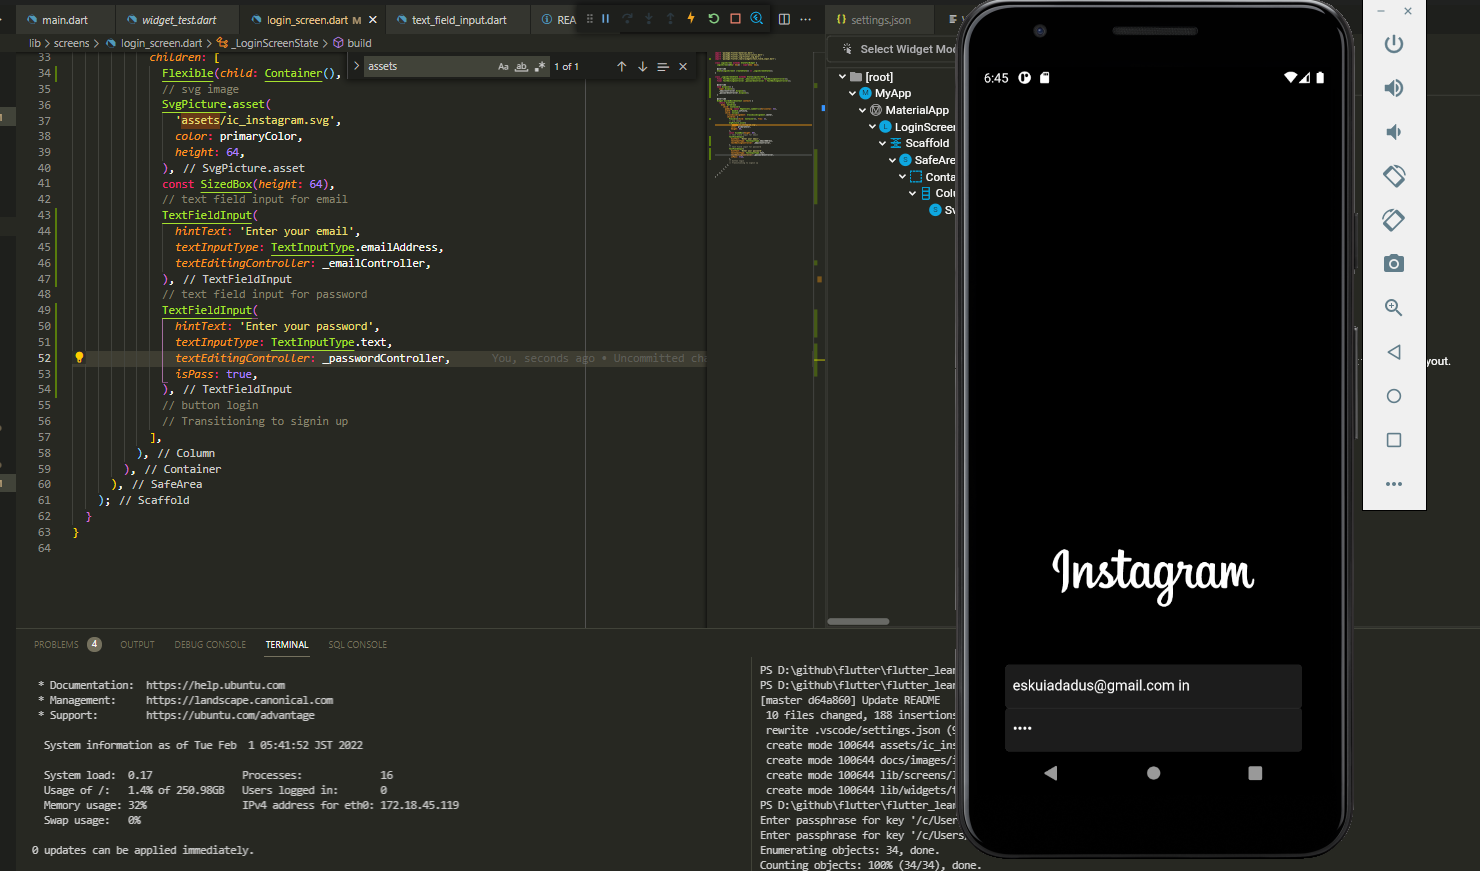 main.dart
widget_test.dart
login_screen.dart M
text_field_input.dart
REA
settings.json
lib > screens > login_screen.dart > _LoginScreenState > build
assets
Aa ab
1 of 1
33 children: [
34 Flexible(child: Container(),
35 // svg image
36 SvgPicture.asset(
37 'assets/ic_instagram.svg',
38 color: primaryColor,
39 height: 64,
40 ), // SvgPicture.asset
41 const SizedBox(height: 64),
42 // text field input for email
43 TextFieldInput(
44 hintText: 'Enter your email',
45 textInputType: TextInputType.emailAddress,
46 textEditingController: _emailController,
47 ), // TextFieldInput
48 // text field input for password
49 TextFieldInput(
50 hintText: 'Enter your password',
51 textInputType: TextInputType.text,
52 textEditingController: _passwordController, You, seconds ago • Uncommitted cha
53 isPass: true,
54 ), // TextFieldInput
55 // button login
56 // Transitioning to signin up
57 ],
58 ), // Column
59 ), // Container
60 ), // SafeArea
61 ); // Scaffold
62 }
63 }
64
Select Widget Mod
[root]
MyApp
MaterialApp
LoginScreen
Scaffold
SafeArea
Conta
Colu
Sv
yout.
6:45
Instagram
eskuiadadus@gmail.com in
••••
PROBLEMS 4 OUTPUT DEBUG CONSOLE TERMINAL SQL CONSOLE
* Documentation: https://help.ubuntu.com
* Management: https://landscape.canonical.com
* Support: https://ubuntu.com/advantage
System information as of Tue Feb 1 05:41:52 JST 2022
System load: 0.17 Processes: 16
Usage of /: 1.4% of 250.98GB Users logged in: 0
Memory usage: 32% IPv4 address for eth0: 172.18.45.119
Swap usage: 0%
0 updates can be applied immediately.
PS D:\github\flutter\flutter_lear
PS D:\github\flutter\flutter_lear
[master d64a860] Update README
10 files changed, 188 insertions
rewrite .vscode/settings.json (9
create mode 100644 assets/ic_ins
create mode 100644 docs/images/i
create mode 100644 lib/screens/l
create mode 100644 lib/widgets/t
PS D:\github\flutter\flutter_lear
Enter passphrase for key '/c/User
Enter passphrase for key '/c/Users
Enumerating objects: 34, done.
Counting objects: 100% (34/34), done.